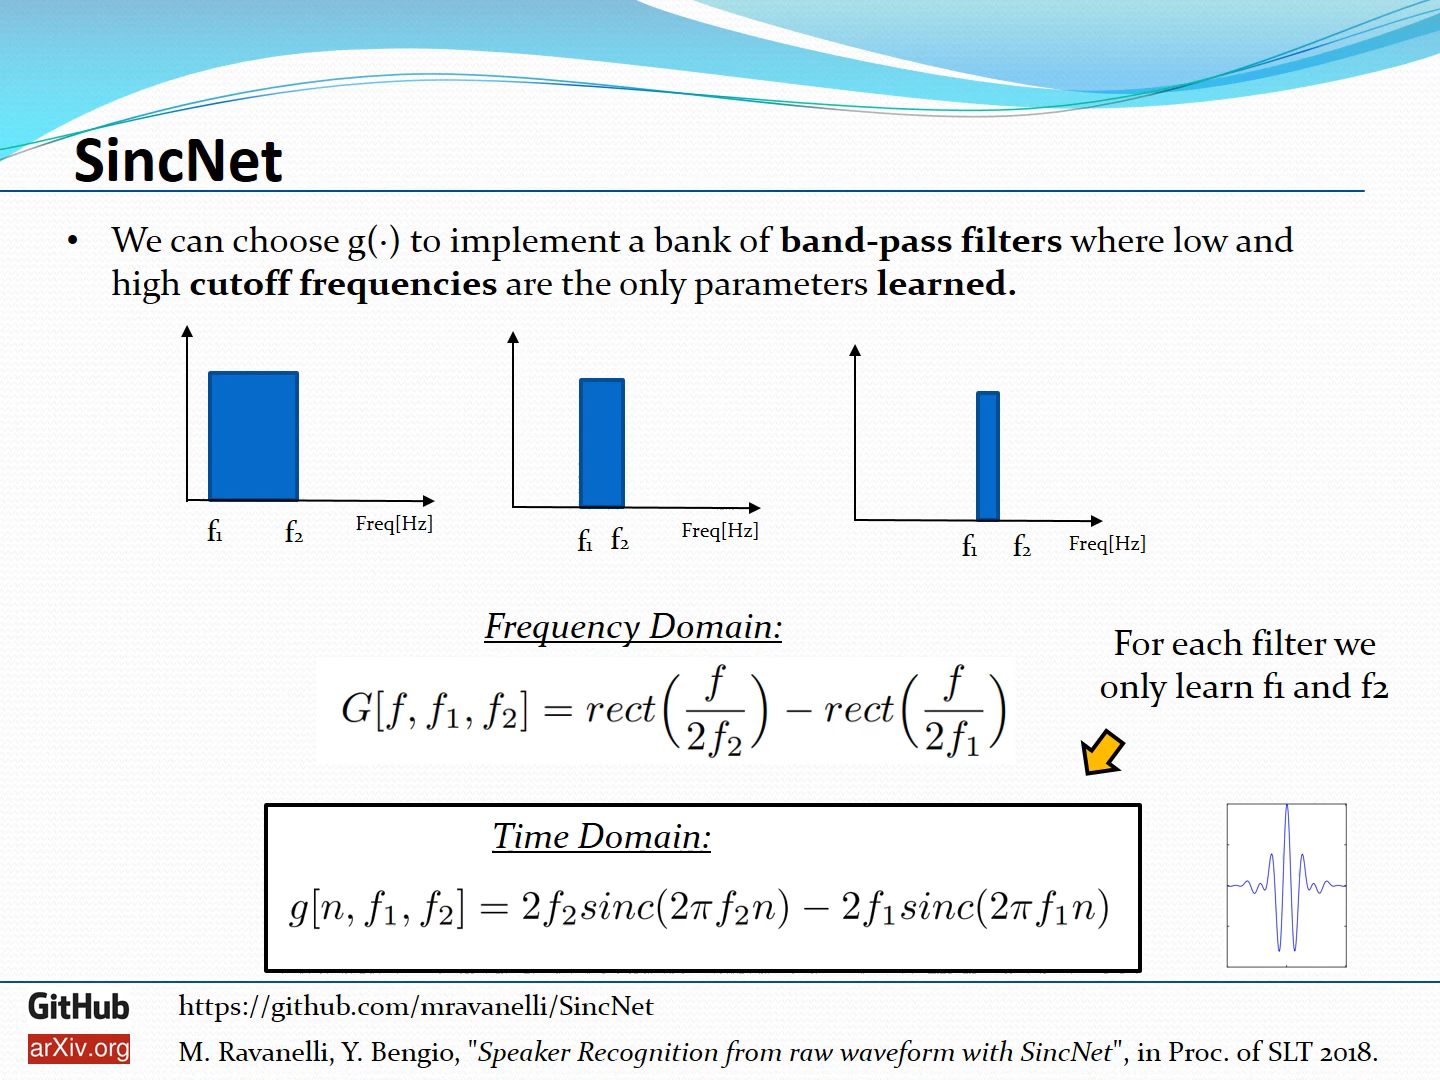 SincNet
• We can choose g(·) to implement a bank of band-pass filters where low and
high cutoff frequencies are the only parameters learned.
f₁ f₂ Freq[Hz]
f₁ f₂ Freq[Hz]
f₁ f₂ Freq[Hz]
Frequency Domain:
G[f, f₁, f₂] = rect(f/2f₂) − rect(f/2f₁)
For each filter we
only learn f1 and f2
Time Domain:
g[n, f₁, f₂] = 2f₂sinc(2πf₂n) − 2f₁sinc(2πf₁n)
GitHub https://github.com/mravanelli/SincNet
arXiv.org M. Ravanelli, Y. Bengio, "Speaker Recognition from raw waveform with SincNet", in Proc. of SLT 2018.